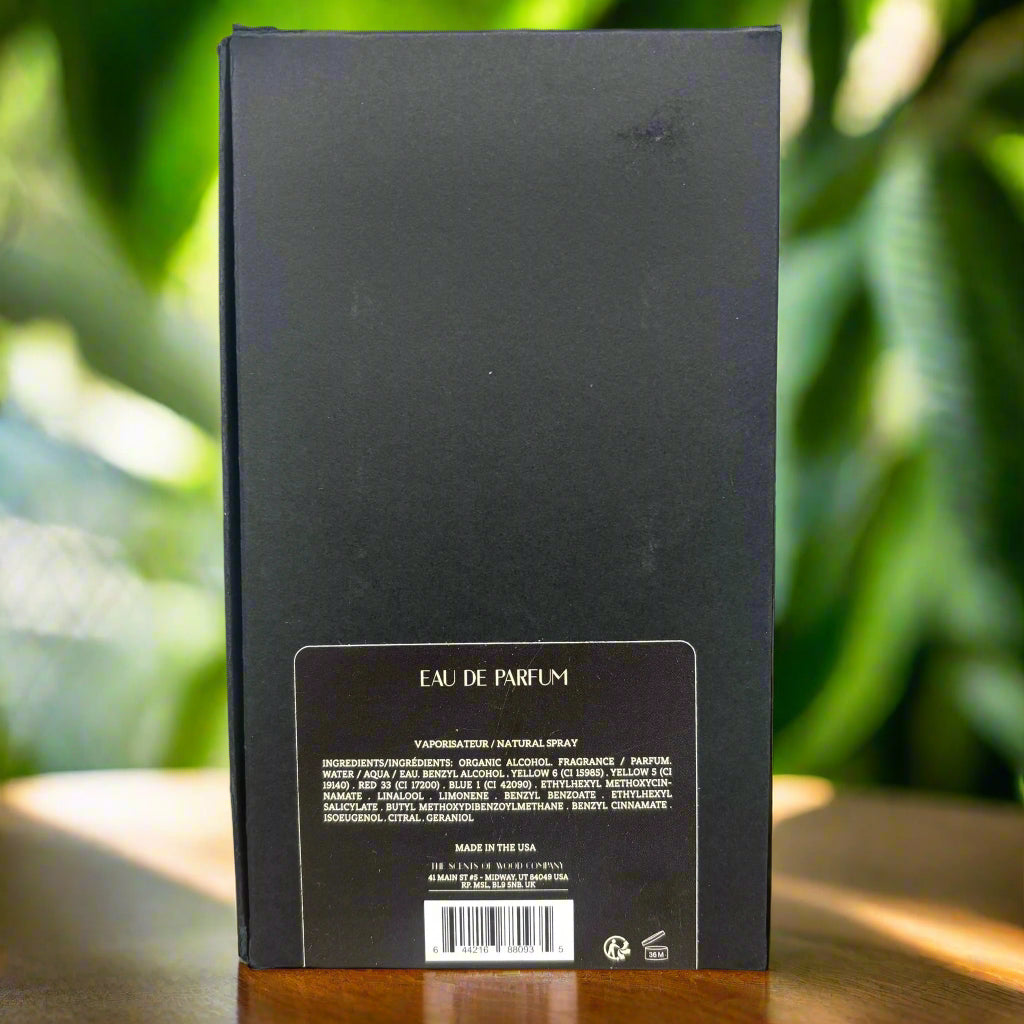 EAU DE PARFUM
VAPORISATEUR / NATURAL SPRAY
INGREDIENTS/INGRÉDIENTS: ORGANIC ALCOHOL. FRAGRANCE / PARFUM.
WATER / AQUA / EAU. BENZYL ALCOHOL . YELLOW 6 (CI 15985) . YELLOW 5 (CI
19140) . RED 33 (CI 17200) . BLUE 1 (CI 42090) . ETHYLHEXYL METHOXYCIN-
NAMATE . LINALOOL . LIMONENE . BENZYL BENZOATE . ETHYLHEXYL
SALICYLATE . BUTYL METHOXYDIBENZOYLMETHANE . BENZYL CINNAMATE .
ISOEUGENOL . CITRAL . GERANIOL
MADE IN THE USA
THE SCENTS OF WOOD COMPANY
41 MAIN ST #5 - MIDWAY, UT 84049 USA
RP. MSL, BL9 5NB. UK
6 44216 88093 5
36 M